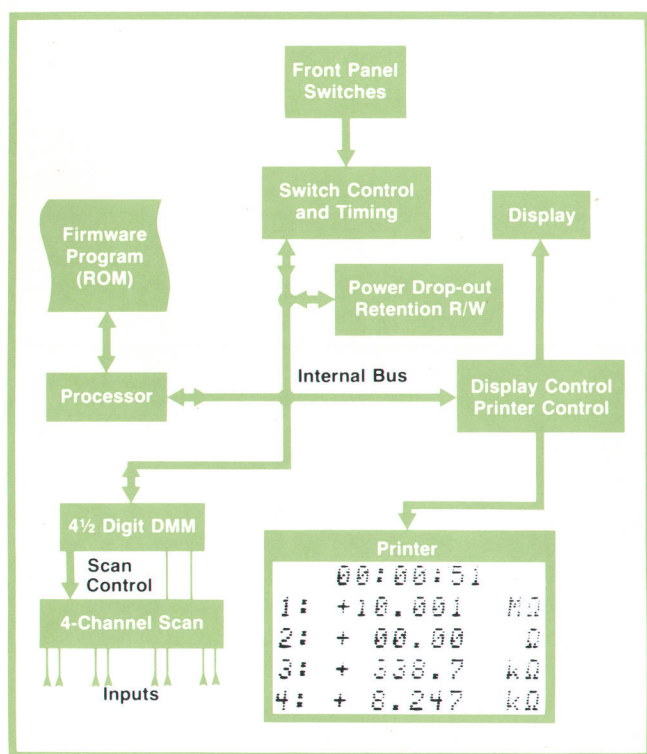 Front Panel
Switches
Switch Control
and Timing
Display
Firmware
Program
(ROM)
Power Drop-out
Retention R/W
Internal Bus
Processor
Display Control
Printer Control
4½ Digit DMM
Scan
Control
4-Channel Scan
Inputs
Printer
00:00:51
1: +10.001 MΩ
2: + 00.00 Ω
3: + 338.7 kΩ
4: + 8.247 kΩ